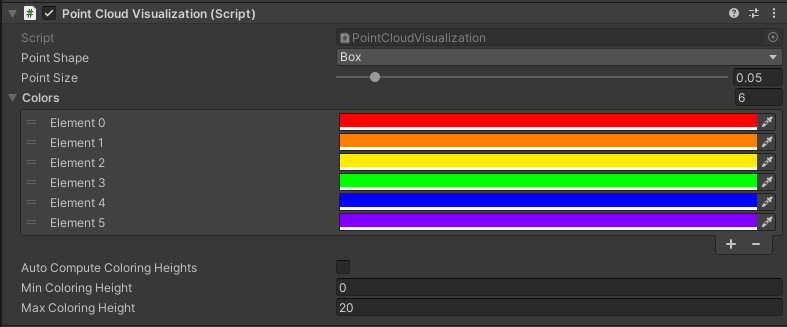 Point Cloud Visualization (Script)
Script PointCloudVisualization
Point Shape Box
Point Size 0.05
Colors 6
Element 0
Element 1
Element 2
Element 3
Element 4
Element 5
Auto Compute Coloring Heights
Min Coloring Height 0
Max Coloring Height 20